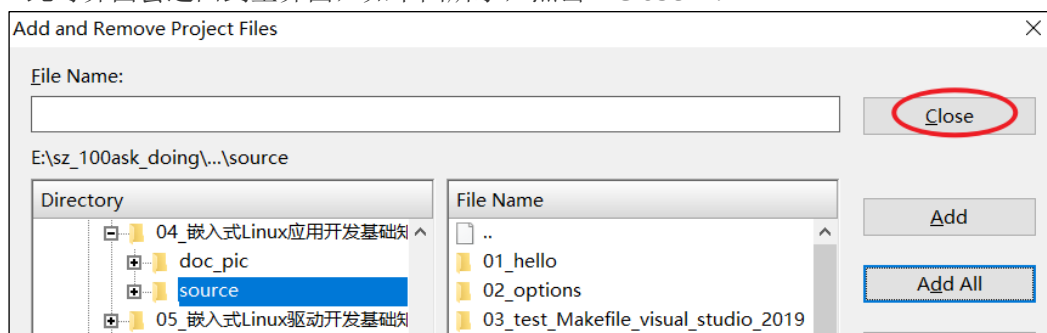 Add and Remove Project Files
File Name:
Close
E:\sz_100ask_doing\...\source
Directory
File Name
Add
04_嵌入式Linux应用开发基础知
..
doc_pic
01_hello
Add All
source
02_options
05_嵌入式Linux驱动开发基础知
03_test_Makefile_visual_studio_2019